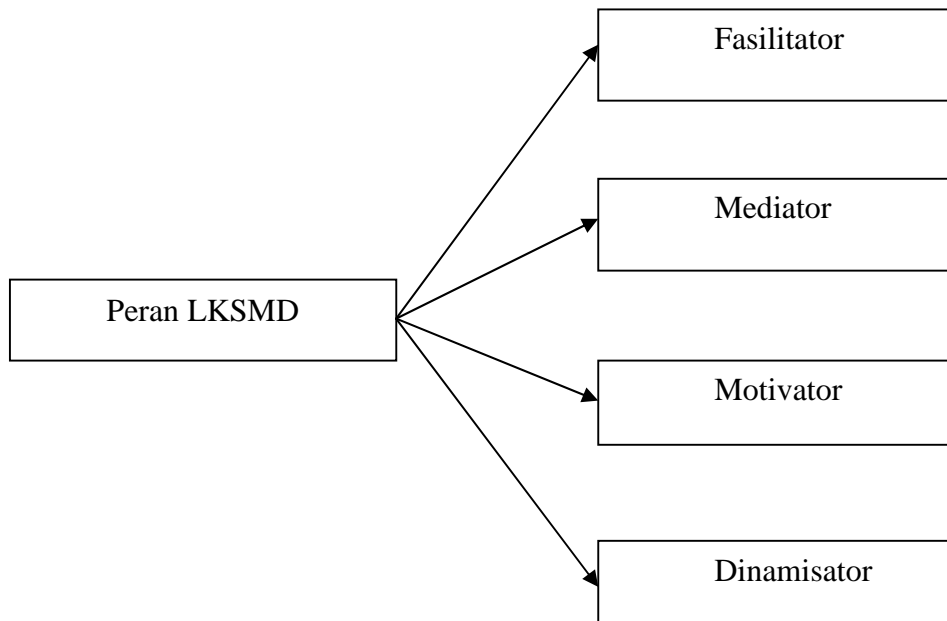 Fasilitator
Mediator
Peran LKSMD
Motivator
Dinamisator